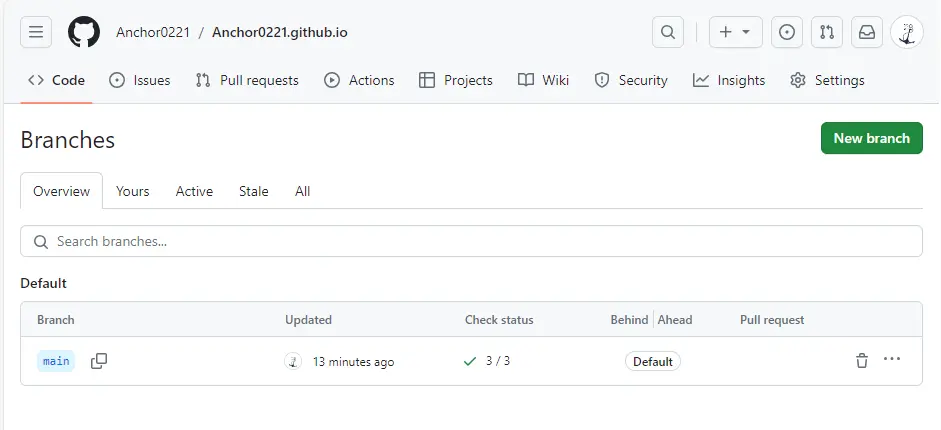 Anchor0221 / Anchor0221.github.io
Code Issues Pull requests Actions Projects Wiki Security Insights Settings
Branches
New branch
Overview Yours Active Stale All
Search branches...
Default
Branch Updated Check status Behind Ahead Pull request
main 13 minutes ago 3 / 3 Default